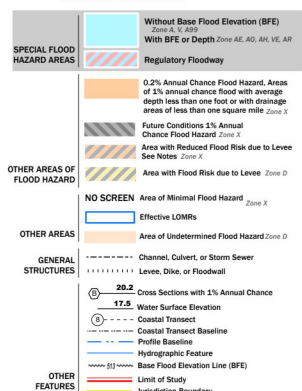 Without Base Flood Elevation (BFE)
Zone A, V, A99
With BFE or Depth Zone AE, AO, AH, VE, AR
SPECIAL FLOOD
HAZARD AREAS
Regulatory Floodway
0.2% Annual Chance Flood Hazard, Areas
of 1% annual chance flood with average
depth less than one foot or with drainage
areas of less than one square mile Zone X
Future Conditions 1% Annual
Chance Flood Hazard Zone X
Area with Reduced Flood Risk due to Levee
See Notes Zone X
OTHER AREAS OF
FLOOD HAZARD
Area with Flood Risk due to Levee Zone D
NO SCREEN Area of Minimal Flood Hazard Zone X
Effective LOMRs
OTHER AREAS
Area of Undetermined Flood Hazard Zone D
GENERAL
STRUCTURES
Channel, Culvert, or Storm Sewer
Levee, Dike, or Floodwall
B 20.2 Cross Sections with 1% Annual Chance
17.5 Water Surface Elevation
8 Coastal Transect
Coastal Transect Baseline
Profile Baseline
Hydrographic Feature
513 Base Flood Elevation Line (BFE)
OTHER
FEATURES
Limit of Study
Jurisdiction Boundary